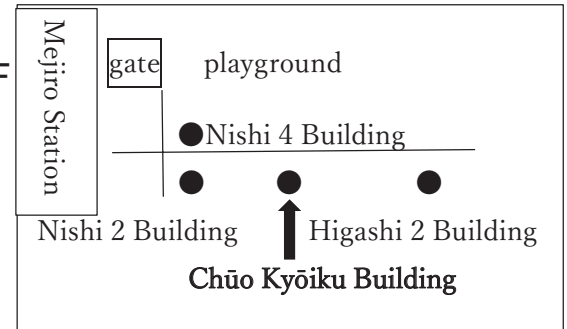 Mejiro Station
gate
playground
Nishi 4 Building
Nishi 2 Building
Higashi 2 Building
Chūo Kyōiku Building